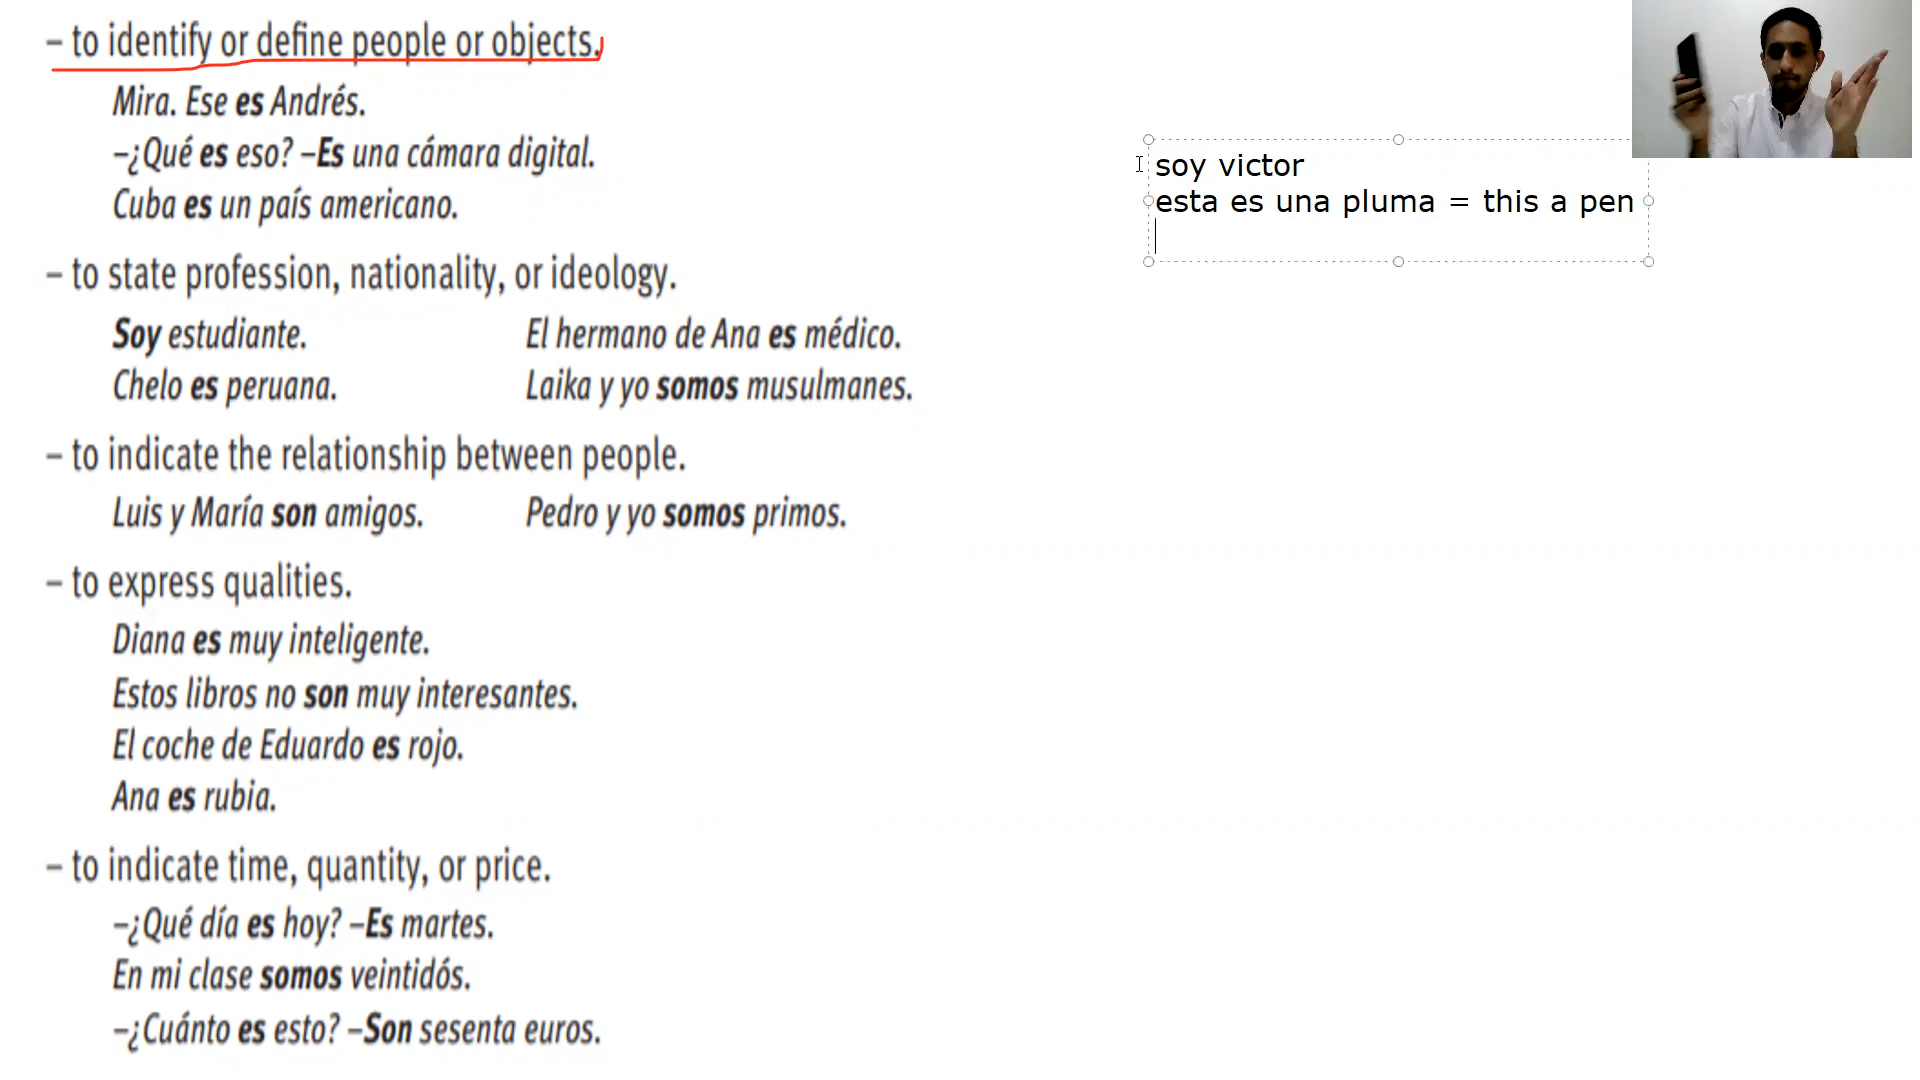 – to identify or define people or objects.
Mira. Ese es Andrés.
–¿Qué es eso? –Es una cámara digital.
Cuba es un país americano.
– to state profession, nationality, or ideology.
Soy estudiante. El hermano de Ana es médico.
Chelo es peruana. Laika y yo somos musulmanes.
– to indicate the relationship between people.
Luis y María son amigos. Pedro y yo somos primos.
– to express qualities.
Diana es muy inteligente.
Estos libros no son muy interesantes.
El coche de Eduardo es rojo.
Ana es rubia.
– to indicate time, quantity, or price.
–¿Qué día es hoy? –Es martes.
En mi clase somos veintidós.
–¿Cuánto es esto? –Son sesenta euros.
soy victor
esta es una pluma = this a pen